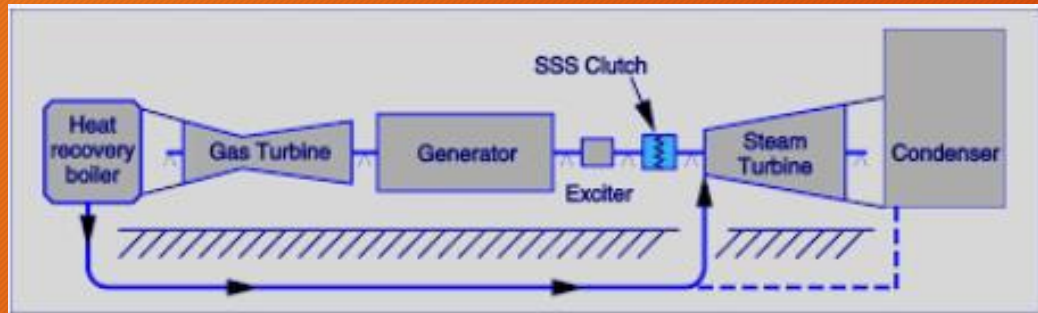 SSS Clutch
Heat
recovery
boiler
Gas Turbine
Generator
Exciter
Steam
Turbine
Condenser